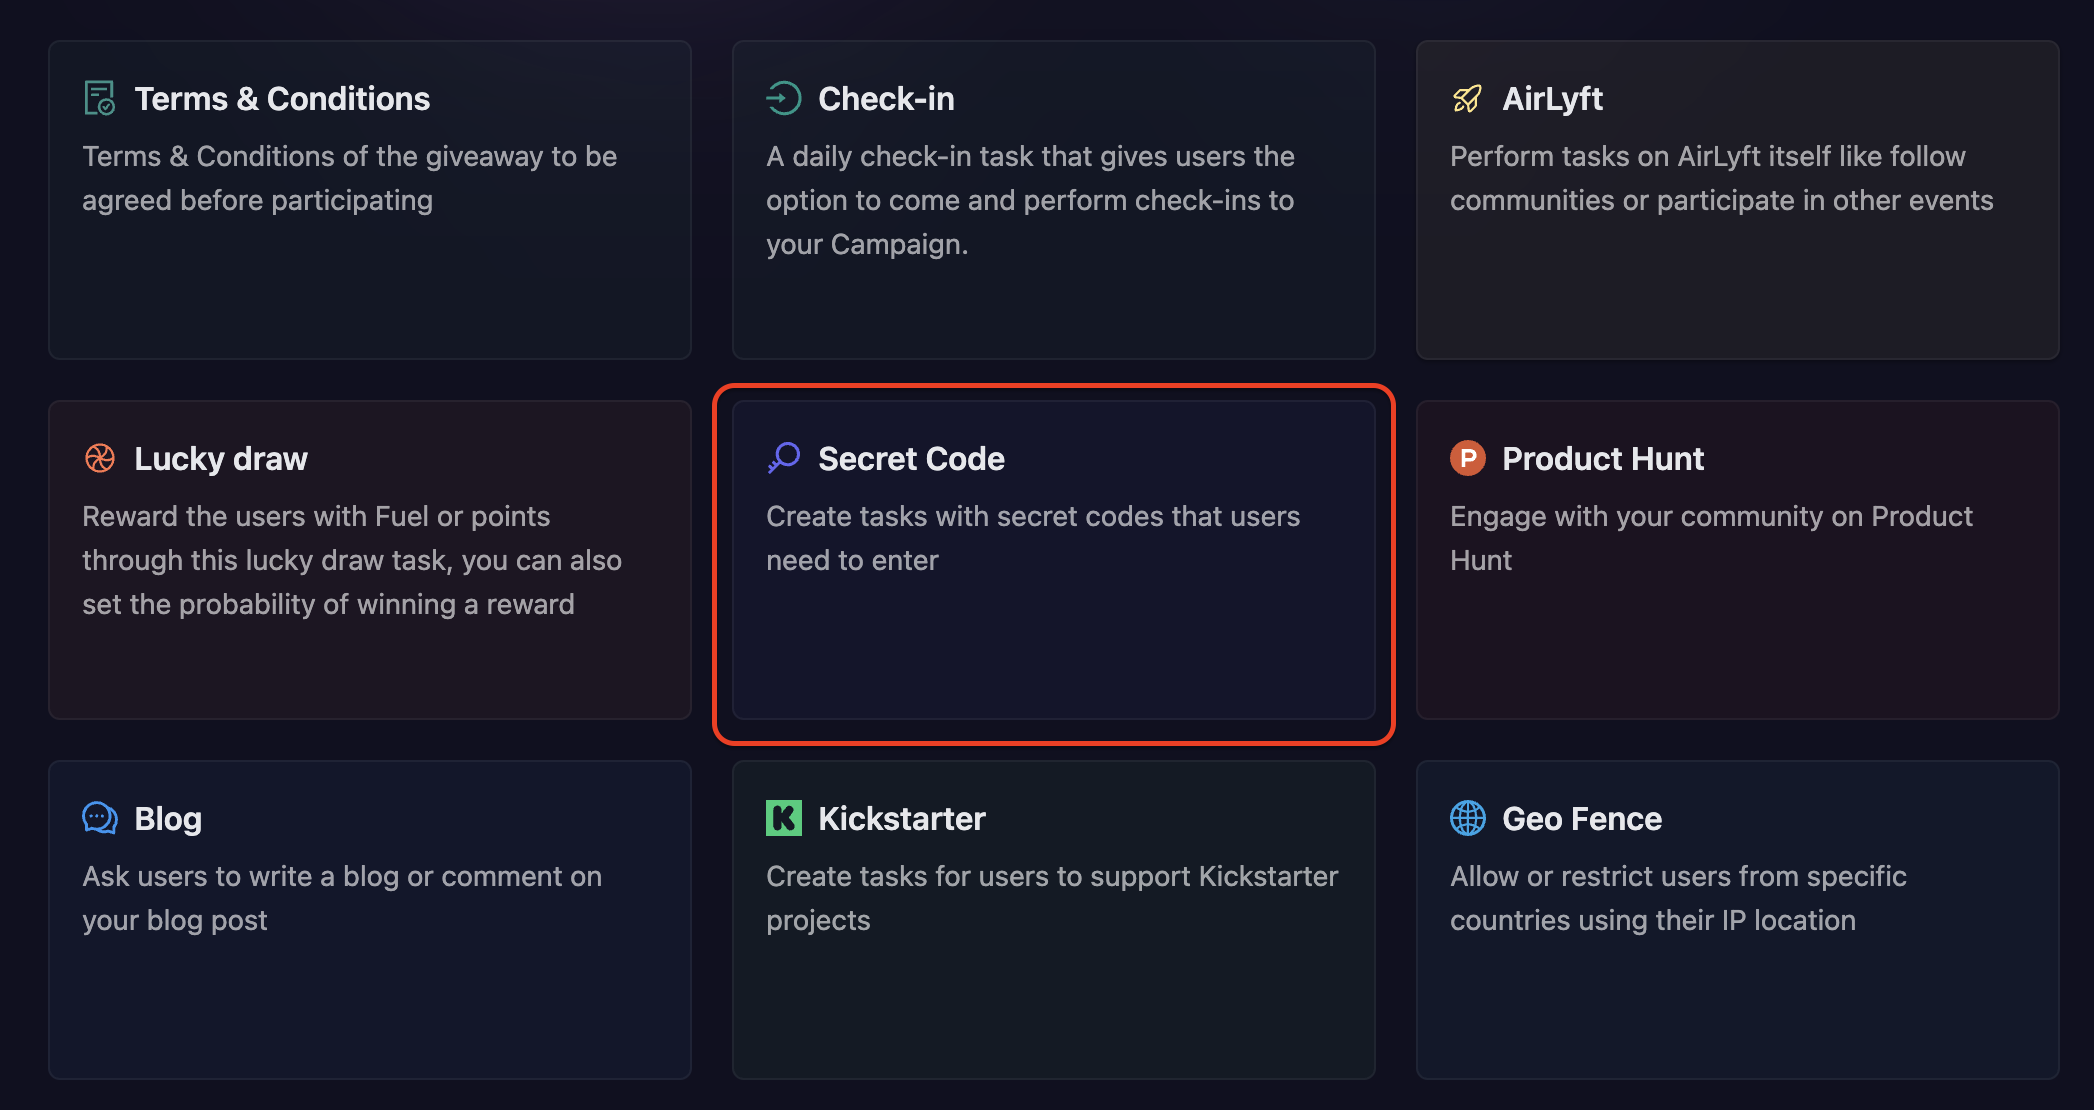 Terms & Conditions
Terms & Conditions of the giveaway to be
agreed before participating
Check-in
A daily check-in task that gives users the
option to come and perform check-ins to
your Campaign.
AirLyft
Perform tasks on AirLyft itself like follow
communities or participate in other events
Lucky draw
Reward the users with Fuel or points
through this lucky draw task, you can also
set the probability of winning a reward
Secret Code
Create tasks with secret codes that users
need to enter
P
Product Hunt
Engage with your community on Product
Hunt
Blog
Ask users to write a blog or comment on
your blog post
K
Kickstarter
Create tasks for users to support Kickstarter
projects
Geo Fence
Allow or restrict users from specific
countries using their IP location